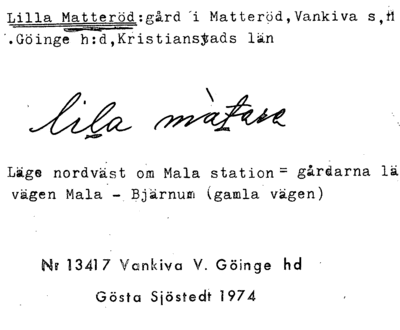 Lilla Matteröd:gård i Matteröd,Vankiva s,
.Göinge h:d,Kristianstads län
lila màtara
Läge nordväst om Mala station = gårdarna lä
vägen Mala - Bjärnum (gamla vägen)
Nr 13417 Vankiva V. Göinge hd
Gösta Sjöstedt 1974